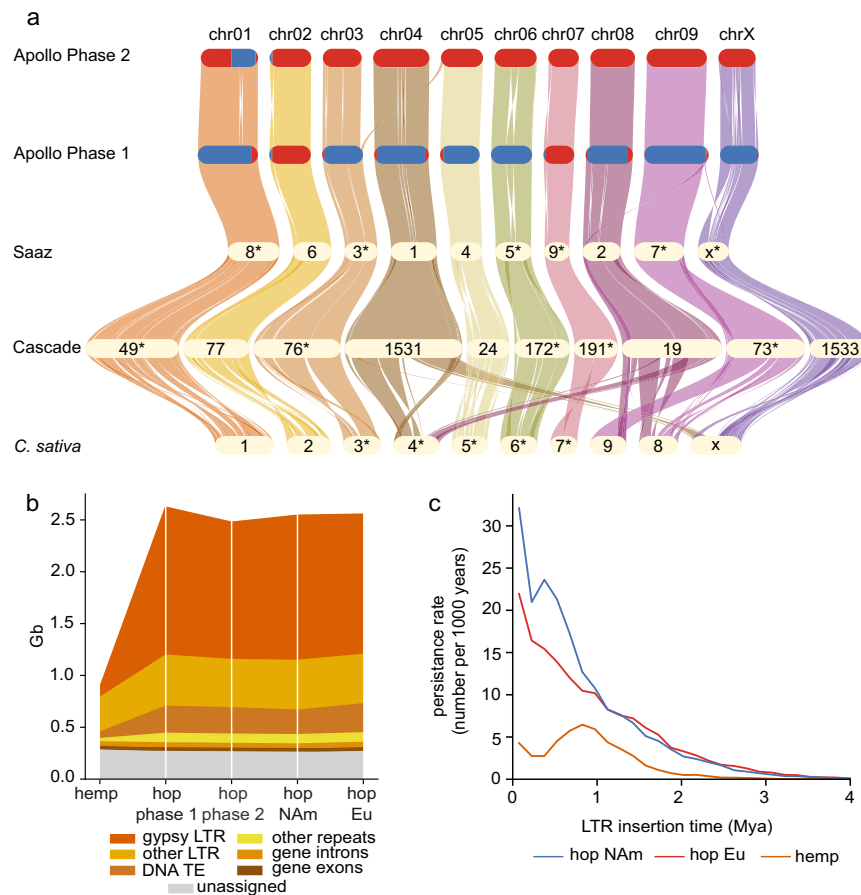 a
chr01 chr02 chr03 chr04 chr05 chr06 chr07 chr08 chr09 chrX
Apollo Phase 2
Apollo Phase 1
Saaz 8* 6 3* 1 4 5* 9* 2 7* x*
Cascade 49* 77 76* 1531 24 172* 191* 19 73* 1533
C. sativa 1 2 3* 4* 5* 6* 7* 9 8 x
b
Gb
2.5
2.0
1.5
1.0
0.5
0.0
hemp hop phase 1 hop phase 2 hop NAm hop Eu
gypsy LTR other repeats
other LTR gene introns
DNA TE gene exons
unassigned
c
persistance rate
(number per 1000 years)
30
25
20
15
10
5
0
0 1 2 3 4
LTR insertion time (Mya)
hop NAm hop Eu hemp